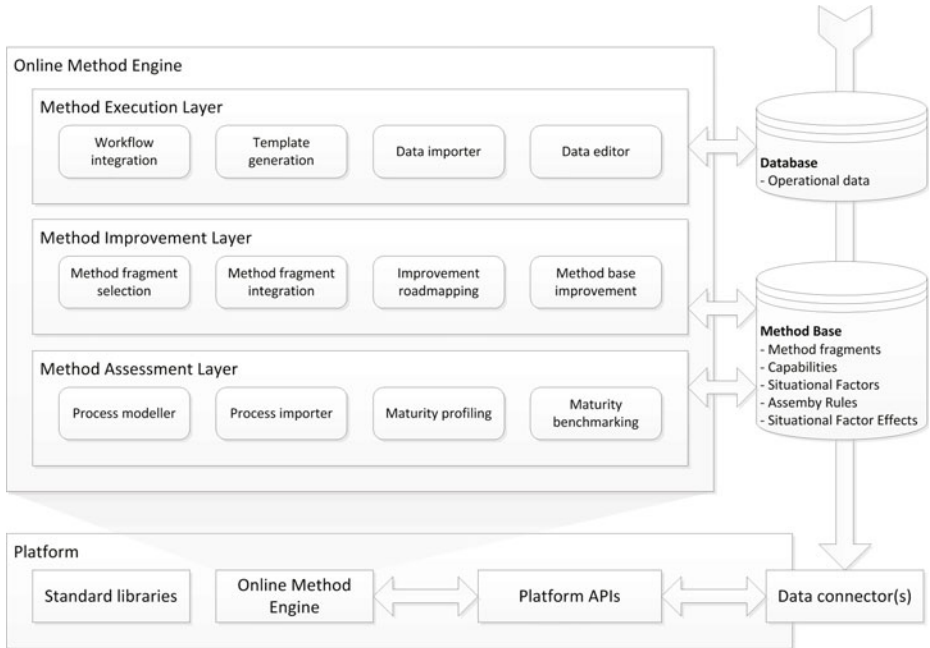 Online Method Engine
Method Execution Layer
Workflow
integration
Template
generation
Data importer
Data editor
Database
- Operational data
Method Improvement Layer
Method fragment
selection
Method fragment
integration
Improvement
roadmapping
Method base
improvement
Method Base
- Method fragments
- Capabilities
- Situational Factors
- Assemby Rules
- Situational Factor Effects
Method Assessment Layer
Process modeller
Process importer
Maturity profiling
Maturity
benchmarking
Platform
Standard libraries
Online Method
Engine
Platform APIs
Data connector(s)